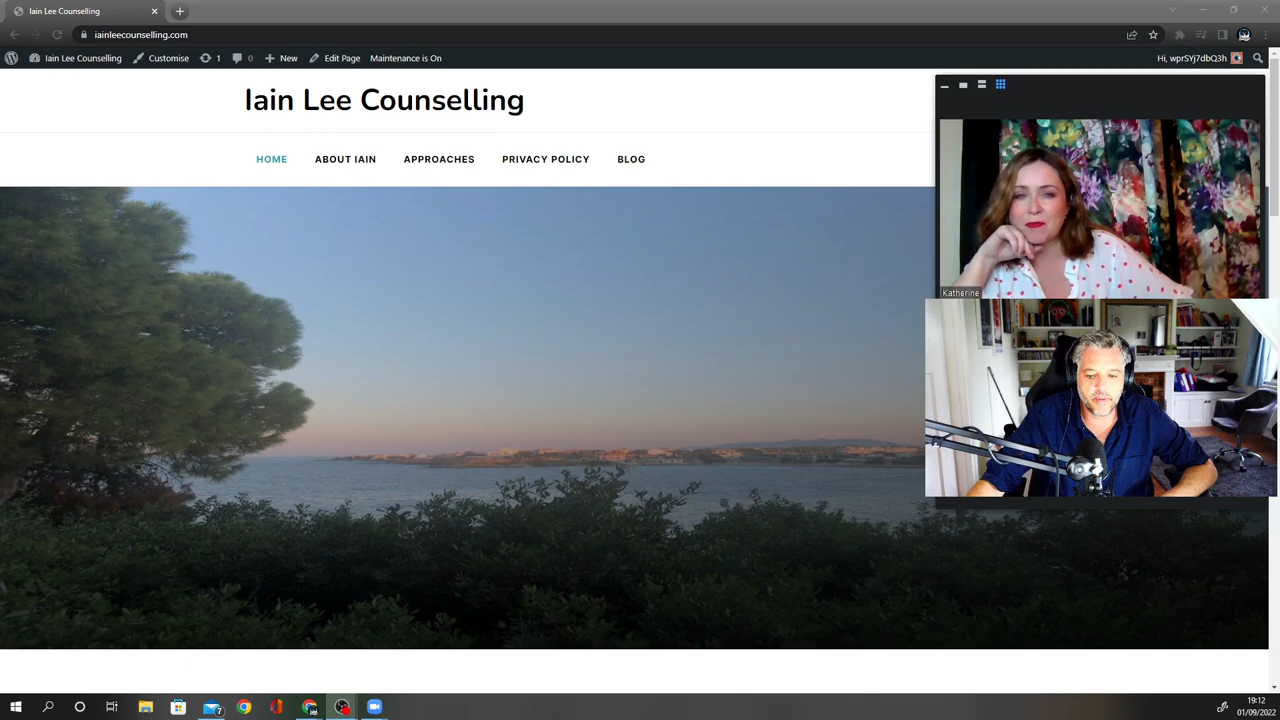 Iain Lee Counselling
iainleecounselling.com
Iain Lee Counselling Customise 1 0 New Edit Page Maintenance is On Hi, wprSYj7dbQ3h
Iain Lee Counselling
HOME ABOUT IAIN APPROACHES PRIVACY POLICY BLOG
Katherine
7
19:12
01/09/2022